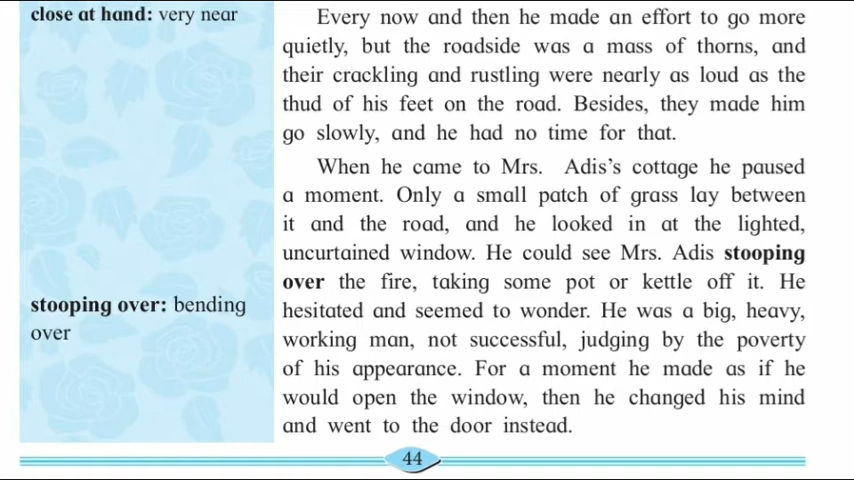 close at hand: very near
stooping over: bending
over
Every now and then he made an effort to go more
quietly, but the roadside was a mass of thorns, and
their crackling and rustling were nearly as loud as the
thud of his feet on the road. Besides, they made him
go slowly, and he had no time for that.
When he came to Mrs. Adis's cottage he paused
a moment. Only a small patch of grass lay between
it and the road, and he looked in at the lighted,
uncurtained window. He could see Mrs. Adis stooping
over the fire, taking some pot or kettle off it. He
hesitated and seemed to wonder. He was a big, heavy,
working man, not successful, judging by the poverty
of his appearance. For a moment he made as if he
would open the window, then he changed his mind
and went to the door instead.
44